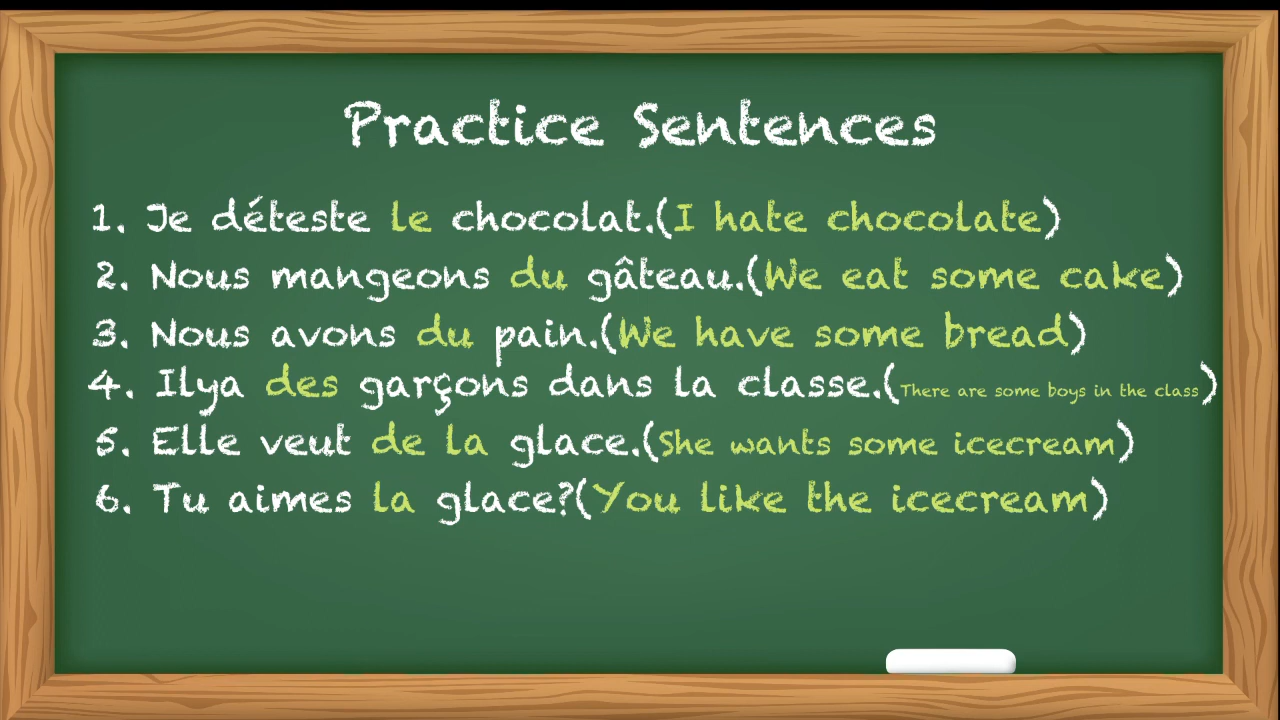 Practice Sentences
1. Je déteste le chocolat.(I hate chocolate)
2. Nous mangeons du gâteau.(We eat some cake)
3. Nous avons du pain.(We have some bread)
4. Ilya des garçons dans la classe.(There are some boys in the class)
5. Elle veut de la glace.(She wants some icecream)
6. Tu aimes la glace?(You like the icecream)